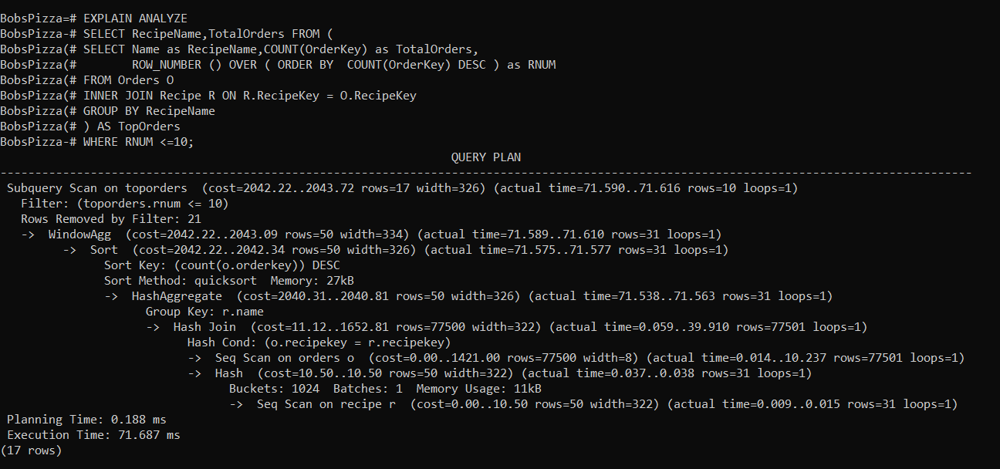 BobsPizza=# EXPLAIN ANALYZE
BobsPizza-# SELECT RecipeName,TotalOrders FROM (
BobsPizza(# SELECT Name as RecipeName,COUNT(OrderKey) as TotalOrders,
BobsPizza(#        ROW_NUMBER () OVER ( ORDER BY  COUNT(OrderKey) DESC ) as RNUM
BobsPizza(# FROM Orders O
BobsPizza(# INNER JOIN Recipe R ON R.RecipeKey = O.RecipeKey
BobsPizza(# GROUP BY RecipeName
BobsPizza(# ) AS TopOrders
BobsPizza-# WHERE RNUM <=10;
QUERY PLAN
--------------------------------------------------------------------------------------------------------------------------------------------
 Subquery Scan on toporders  (cost=2042.22..2043.72 rows=17 width=326) (actual time=71.590..71.616 rows=10 loops=1)
   Filter: (toporders.rnum <= 10)
   Rows Removed by Filter: 21
   ->  WindowAgg  (cost=2042.22..2043.09 rows=50 width=334) (actual time=71.589..71.610 rows=31 loops=1)
         ->  Sort  (cost=2042.22..2042.34 rows=50 width=326) (actual time=71.575..71.577 rows=31 loops=1)
               Sort Key: (count(o.orderkey)) DESC
               Sort Method: quicksort  Memory: 27kB
               ->  HashAggregate  (cost=2040.31..2040.81 rows=50 width=326) (actual time=71.538..71.563 rows=31 loops=1)
                     Group Key: r.name
                     ->  Hash Join  (cost=11.12..1652.81 rows=77500 width=322) (actual time=0.059..39.910 rows=77501 loops=1)
                           Hash Cond: (o.recipekey = r.recipekey)
                           ->  Seq Scan on orders o  (cost=0.00..1421.00 rows=77500 width=8) (actual time=0.014..10.237 rows=77501 loops=1)
                           ->  Hash  (cost=10.50..10.50 rows=50 width=322) (actual time=0.037..0.038 rows=31 loops=1)
                                 Buckets: 1024  Batches: 1  Memory Usage: 11kB
                                 ->  Seq Scan on recipe r  (cost=0.00..10.50 rows=50 width=322) (actual time=0.009..0.015 rows=31 loops=1)
 Planning Time: 0.188 ms
 Execution Time: 71.687 ms
(17 rows)